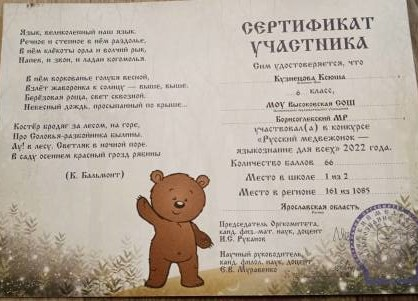 Язык, великолепный наш язык.
Речное и степное в нём раздолье,
В нём клёкоты орла и волчий рык,
Напев, и звон, и ладан богомолья.
В нём воркованье голубя весной,
Взлёт жаворонка к солнцу — выше, выше.
Берёзовая роща, свет сквозной.
Небесный дождь, просыпанный по крыше...
Костёр бродяг за лесом, на горе,
Про Соловья-разбойника былины.
Ау! в лесу. Светляк в ночной поре.
В саду осеннем красный грозд рябины
(К. Бальмонт)
СЕРТИФИКАТ
УЧАСТНИКА
Сим удостоверяется, что
Кузнецова Ксюша
6 класс,
МОУ Высоковская СОШ
Борисоглебский МР
участвовал(а) в конкурсе
«Русский медвежонок —
языкознание для всех» 2022 года.
Количество баллов 66
Место в школе 1 из 2
Место в регионе 161 из 1085
Ярославская область
Председатель Оргкомитета,
канд. физ.-мат. наук, доцент
И.С. Рубанов
Научный руководитель,
канд. филол. наук, доцент
Е.В. Муравенко